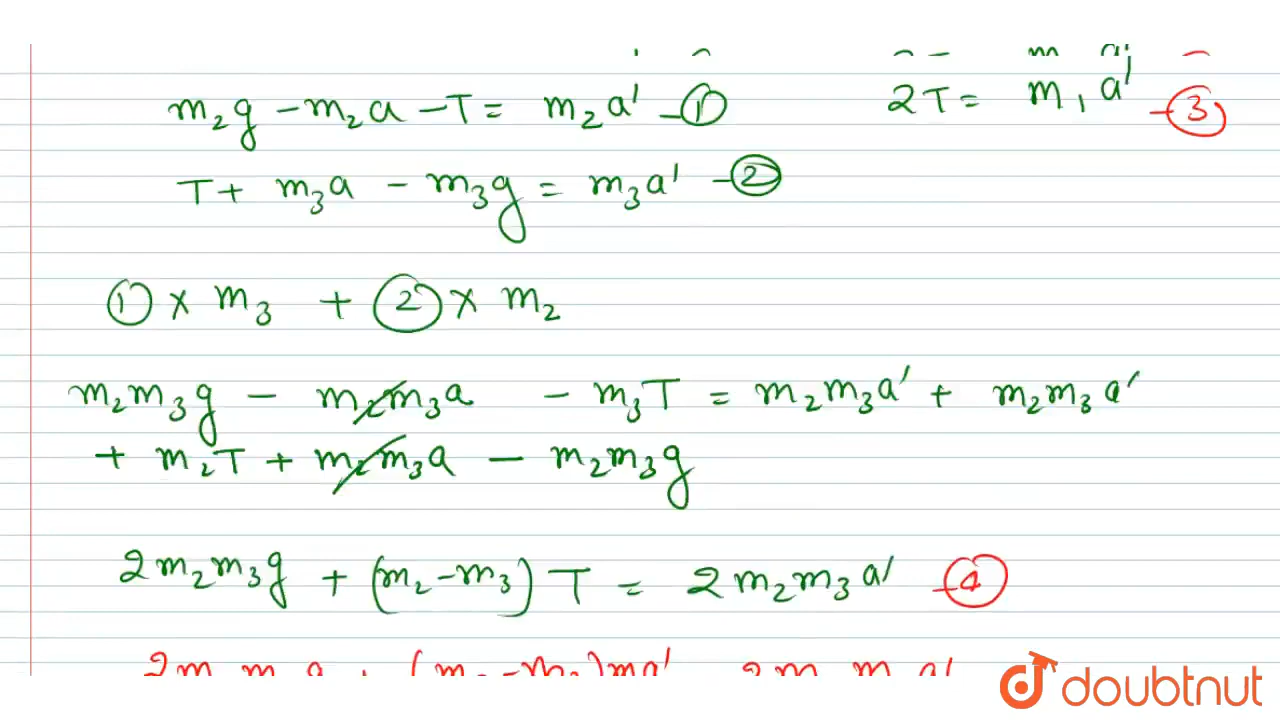 m₂g - m₂a - T = m₂a' - ①
2T = m₁a' - ③
T + m₃a - m₃g = m₃a' - ②
① × m₃ + ② × m₂
m₂m₃g - m₂m₃a - m₃T = m₂m₃a' + m₂m₃a'
+ m₂T + m₂m₃a - m₂m₃g
2m₂m₃g + (m₂-m₃) T = 2m₂m₃a' - ④
doubtnut